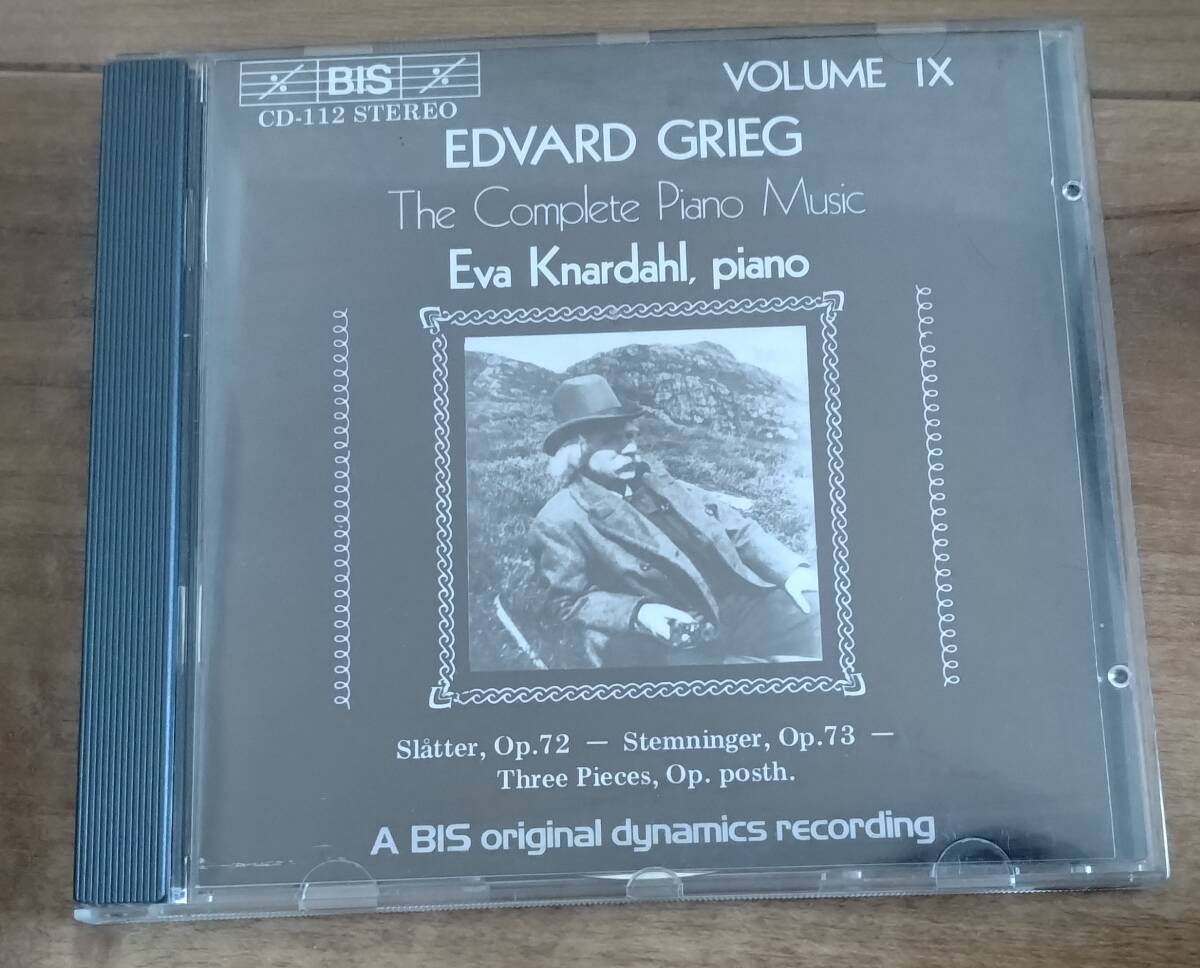 BIS
CD-112 STEREO
VOLUME IX
EDVARD GRIEG
The Complete Piano Music
Eva Knardahl, piano
Slåtter, Op.72 — Stemninger, Op.73 —
Three Pieces, Op. posth.
A BIS original dynamics recording